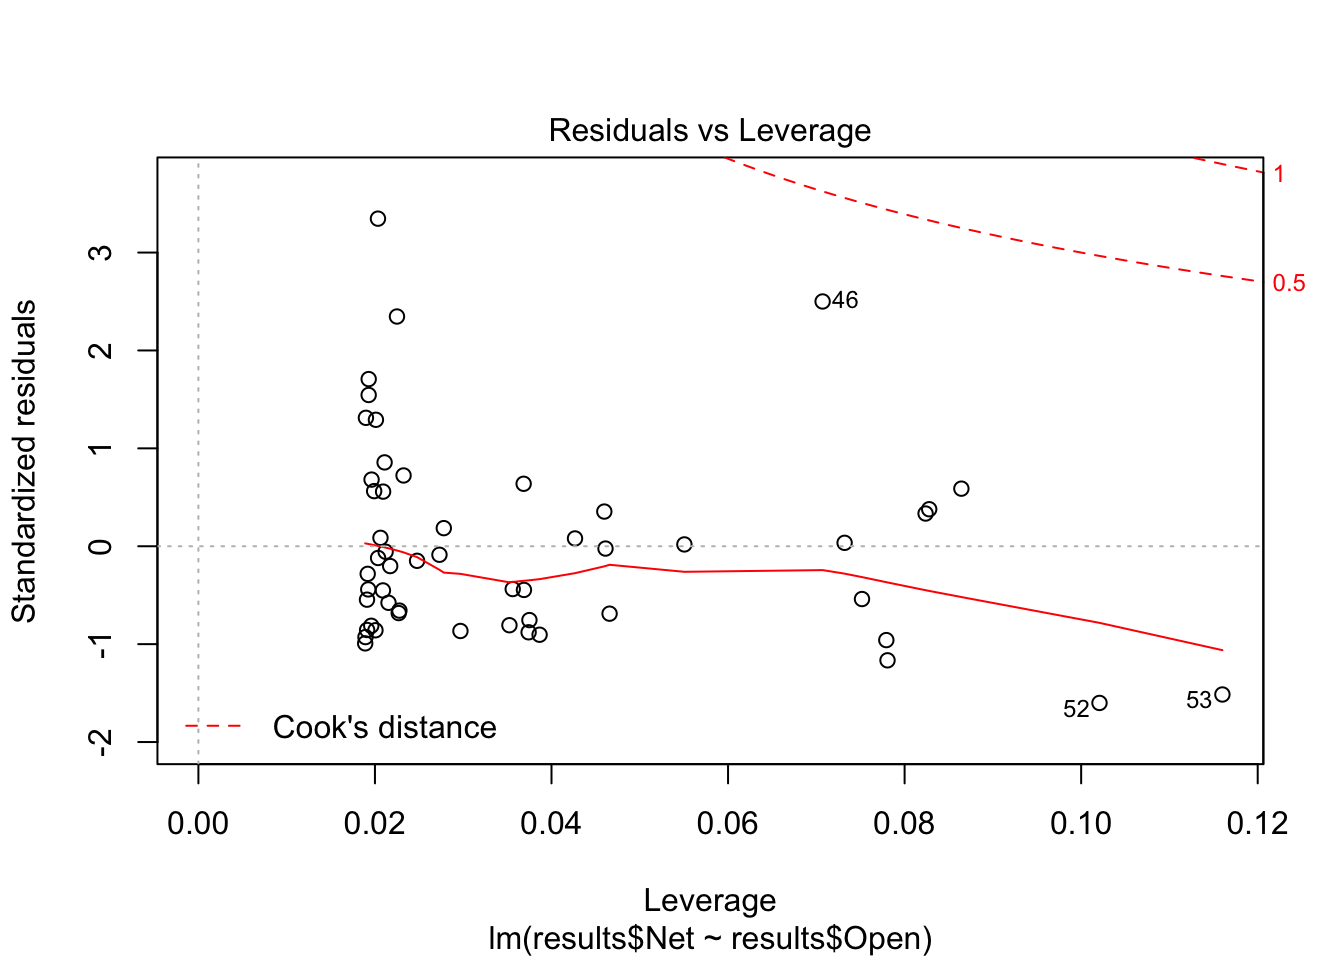 Residuals vs Leverage
Standardized residuals
3
2
1
0
-1
-2
1
0.5
46
52
53
Cook's distance
0.00 0.02 0.04 0.06 0.08 0.10 0.12
Leverage
lm(results$Net ~ results$Open)